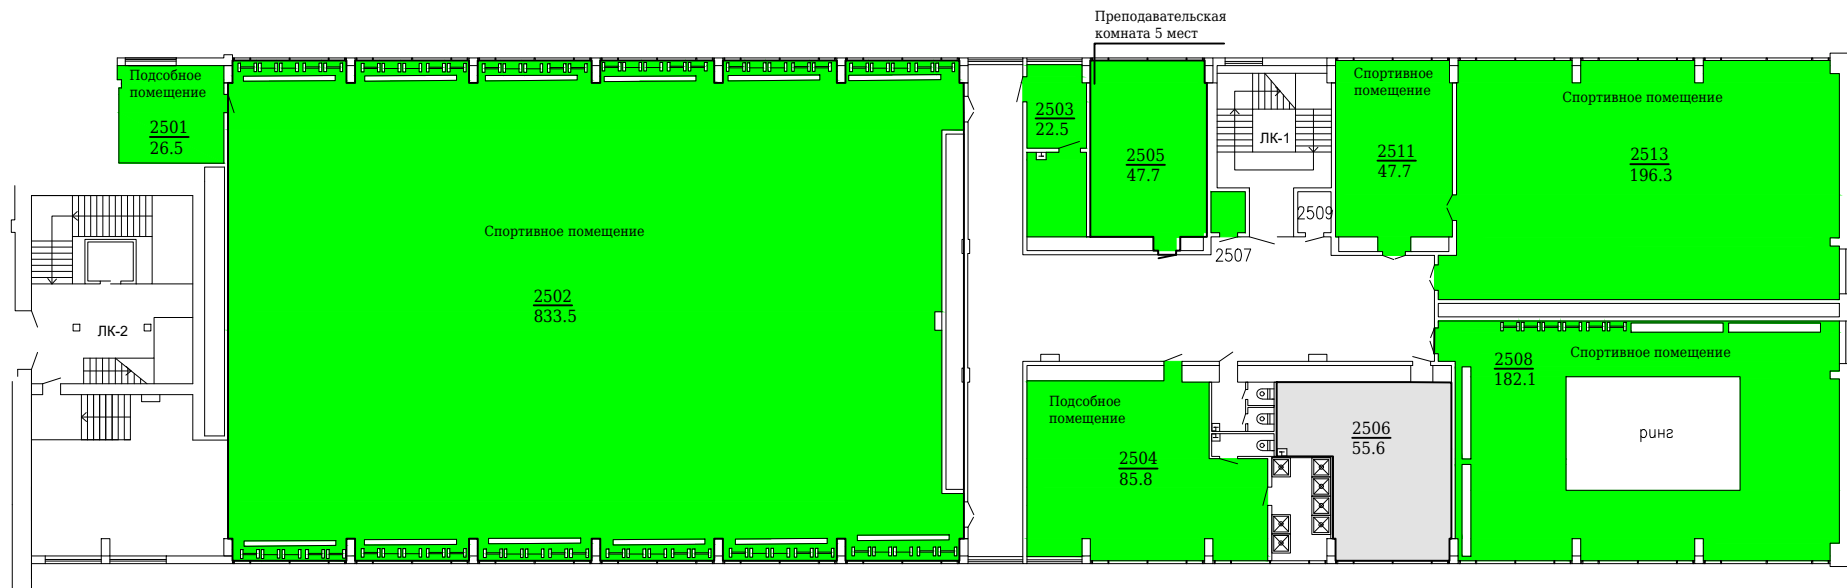 Преподавательская
комната 5 мест
Подсобное
помещение
2501
26.5
Спортивное помещение
2502
833.5
ЛК-2
2503
22.5
2505
47.7
ЛК-1
2507
2509
Спортивное
помещение
2511
47.7
Спортивное помещение
2513
196.3
Подсобное
помещение
2504
85.8
2506
55.6
2508
182.1
Спортивное помещение
ринг